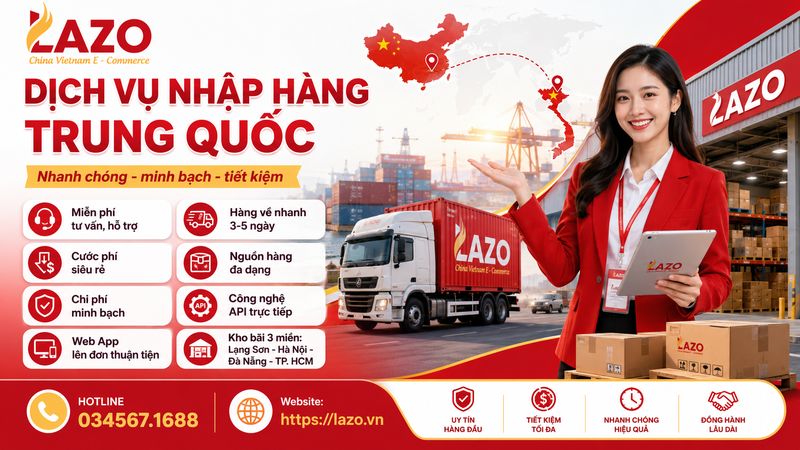 LAZO
China Vietnam E - Commerce
DỊCH VỤ NHẬP HÀNG
TRUNG QUỐC
Nhanh chóng - minh bạch - tiết kiệm
Miễn phí
tư vấn, hỗ trợ
Hàng về nhanh
3-5 ngày
Cước phí
siêu rẻ
Nguồn hàng
đa dạng
Chi phí
minh bạch
API
Công nghệ
API trực tiếp
Web App
lên đơn thuận tiện
Kho bãi 3 miền:
Lạng Sơn - Hà Nội -
Đà Nẵng - TP. HCM
LAZO
China Vietnam E - Commerce
LAZO
LAZO
LAZO
LAZO
HOTLINE
034567.1688
Website:
https://lazo.vn
UY TÍN
HÀNG ĐẦU
TIẾT KIỆM
TỐI ĐA
NHANH CHÓNG
HIỆU QUẢ
ĐỒNG HÀNH
LÂU DÀI